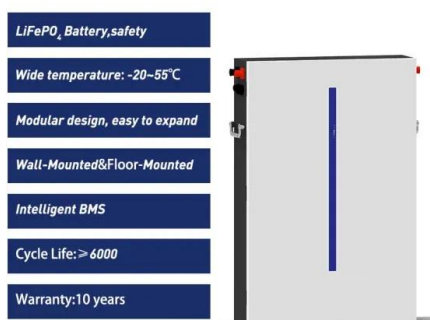 LiFePO₄ Battery,safety
Wide temperature: -20~55℃
Modular design, easy to expand
Wall-Mounted&Floor-Mounted
Intelligent BMS
Cycle Life:≥6000
Warranty:10 years